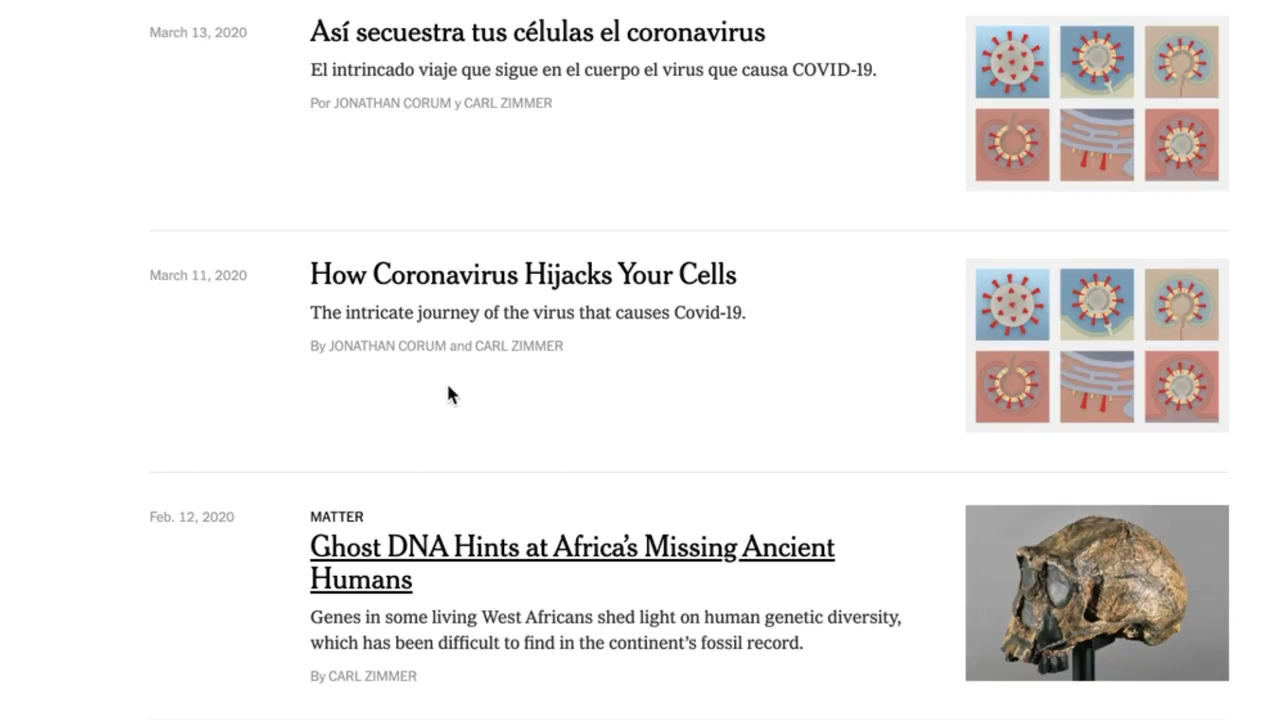 March 13, 2020
Así secuestra tus células el coronavirus
El intrincado viaje que sigue en el cuerpo el virus que causa COVID-19.
Por JONATHAN CORUM y CARL ZIMMER
March 11, 2020
How Coronavirus Hijacks Your Cells
The intricate journey of the virus that causes Covid-19.
By JONATHAN CORUM and CARL ZIMMER
Feb. 12, 2020
MATTER
Ghost DNA Hints at Africa’s Missing Ancient
Humans
Genes in some living West Africans shed light on human genetic diversity,
which has been difficult to find in the continent’s fossil record.
By CARL ZIMMER